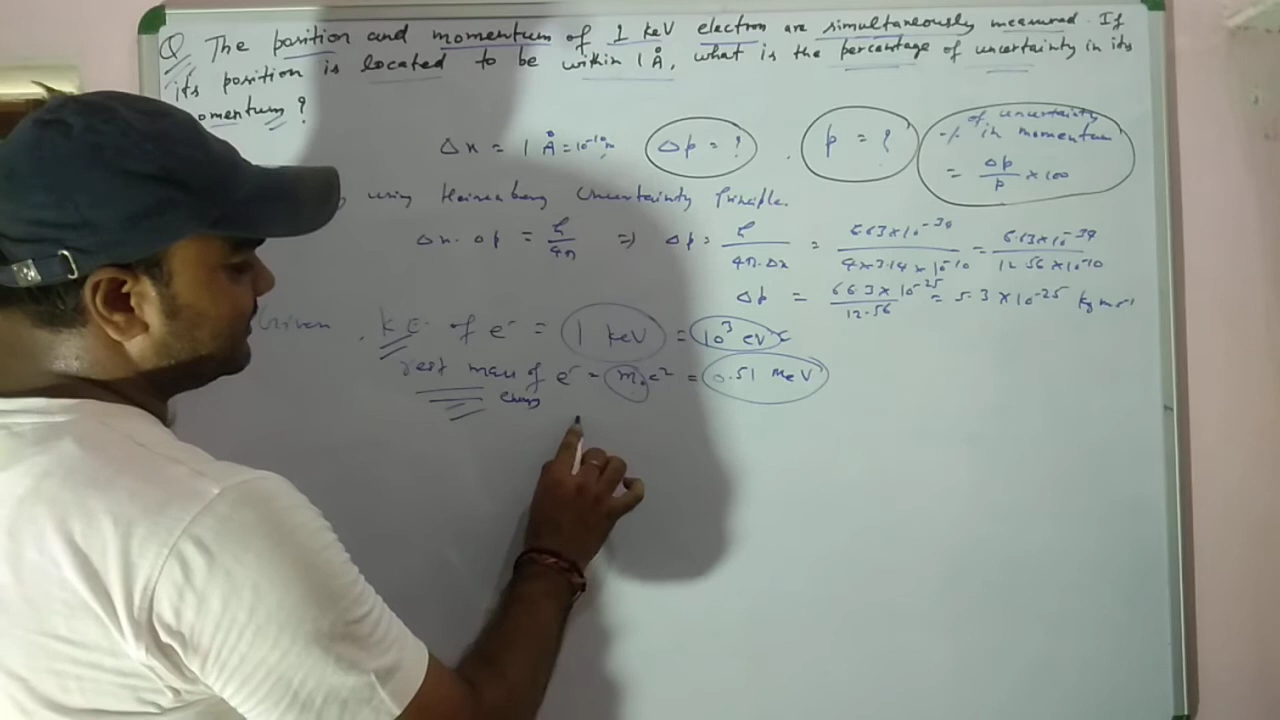 Q The position and momentum of 1 keV electron are simultaneously measured. If
its position is located to be within 1 Å, what is the percentage of uncertainty in its
omentum?
Δx = 1 Å = 10⁻¹⁰ m, Δp = ? , p = ?
% of uncertainty in momentum
= Δp/p × 100
using Heisenberg Uncertainty Principle.
Δx. Δp = h/4π ⇒ Δp = h/4π.Δx = 6.63×10⁻³⁴/4×3.14×10⁻¹⁰ = 6.63×10⁻³⁴/12.56×10⁻¹⁰
Δp = 66.3×10⁻²⁵/12.56 = 5.3×10⁻²⁵ kg ms⁻¹
Given, K.E. of e⁻ = 1 keV = 10³ eV
rest mass of e⁻ = m₀c² = 0.51 MeV